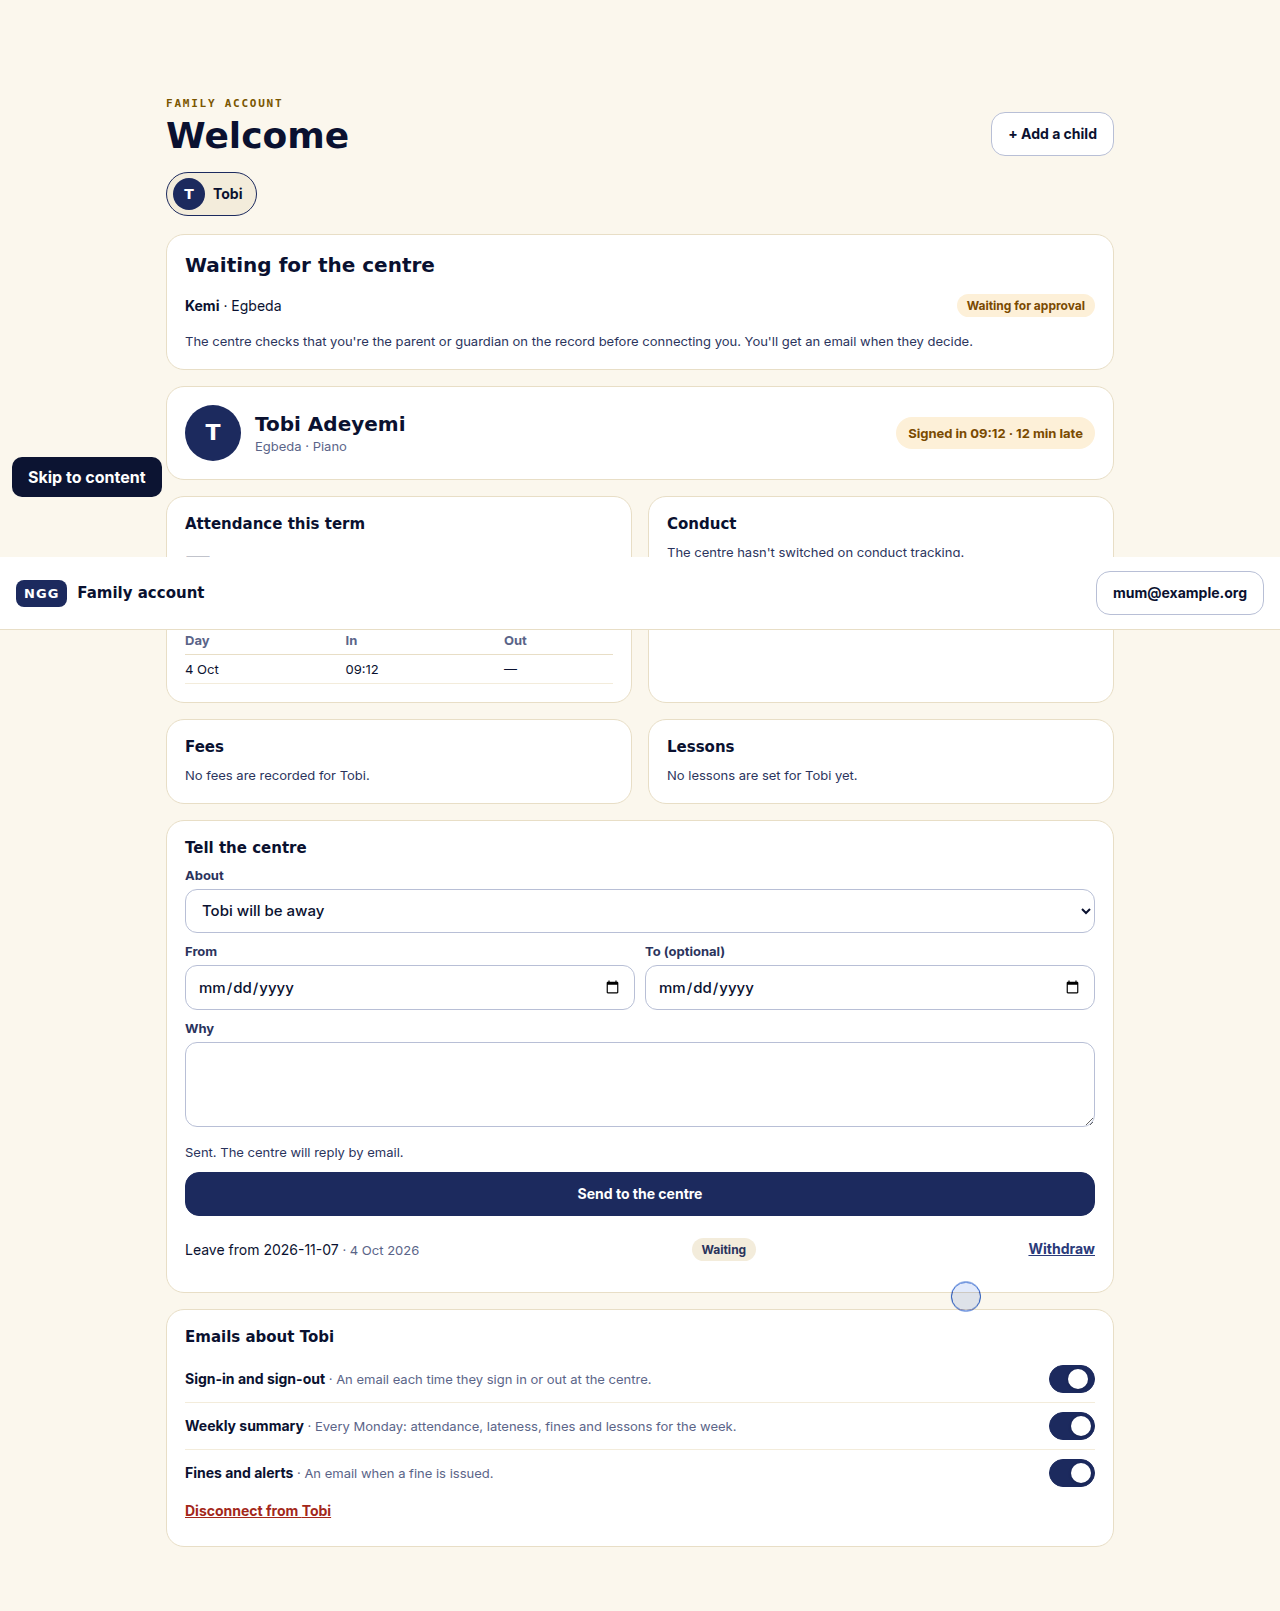 FAMILY ACCOUNT
Welcome
+ Add a child
T Tobi
Waiting for the centre
Kemi · Egbeda
Waiting for approval
The centre checks that you're the parent or guardian on the record before connecting you. You'll get an email when they decide.
T
Tobi Adeyemi
Egbeda · Piano
Signed in 09:12 · 12 min late
Skip to content
Attendance this term
Conduct
The centre hasn't switched on conduct tracking.
NGG Family account
mum@example.org
Day In Out
4 Oct 09:12 —
Fees
No fees are recorded for Tobi.
Lessons
No lessons are set for Tobi yet.
Tell the centre
About
Tobi will be away
From
To (optional)
mm/dd/yyyy
mm/dd/yyyy
Why
Sent. The centre will reply by email.
Send to the centre
Leave from 2026-11-07 · 4 Oct 2026
Waiting
Withdraw
Emails about Tobi
Sign-in and sign-out · An email each time they sign in or out at the centre.
Weekly summary · Every Monday: attendance, lateness, fines and lessons for the week.
Fines and alerts · An email when a fine is issued.
Disconnect from Tobi